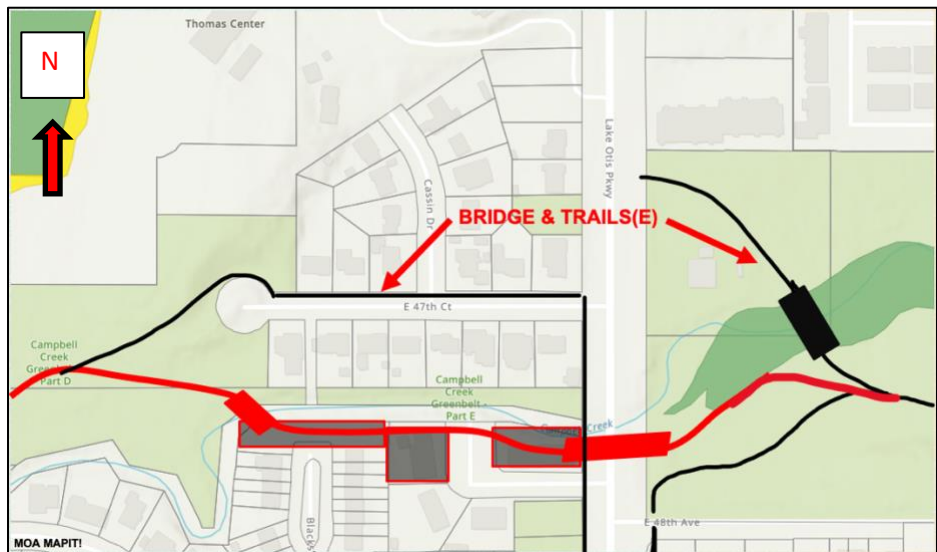 Thomas Center
N
Lake Otis Pkwy
Cassin Dr
BRIDGE & TRAILS(E)
E 47th Ct
Campbell
Creek
Part D
Campbell
Creek
Greenbelt -
Part E
Creek
E 48th Ave
MOA MAPIT!